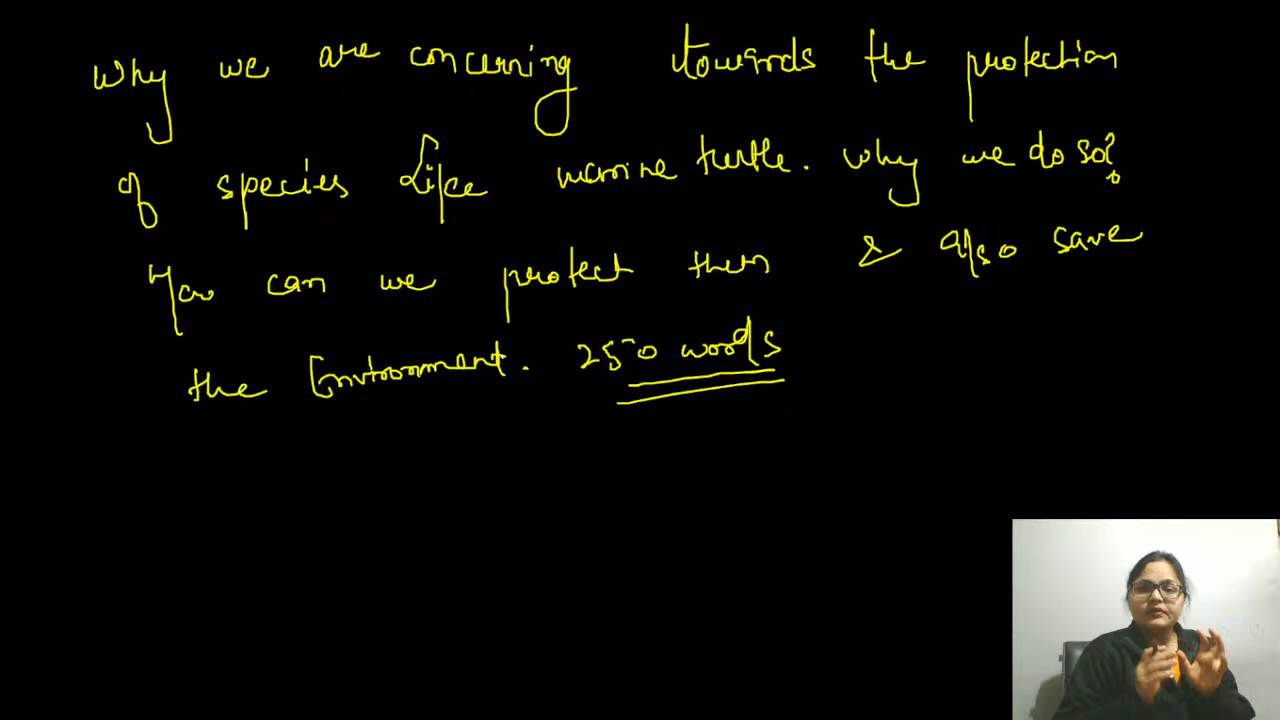 Why we are concerning towards the protection
of species like marine turtle. Why we do so?
How can we protect them & also save
the Environment. 250 words